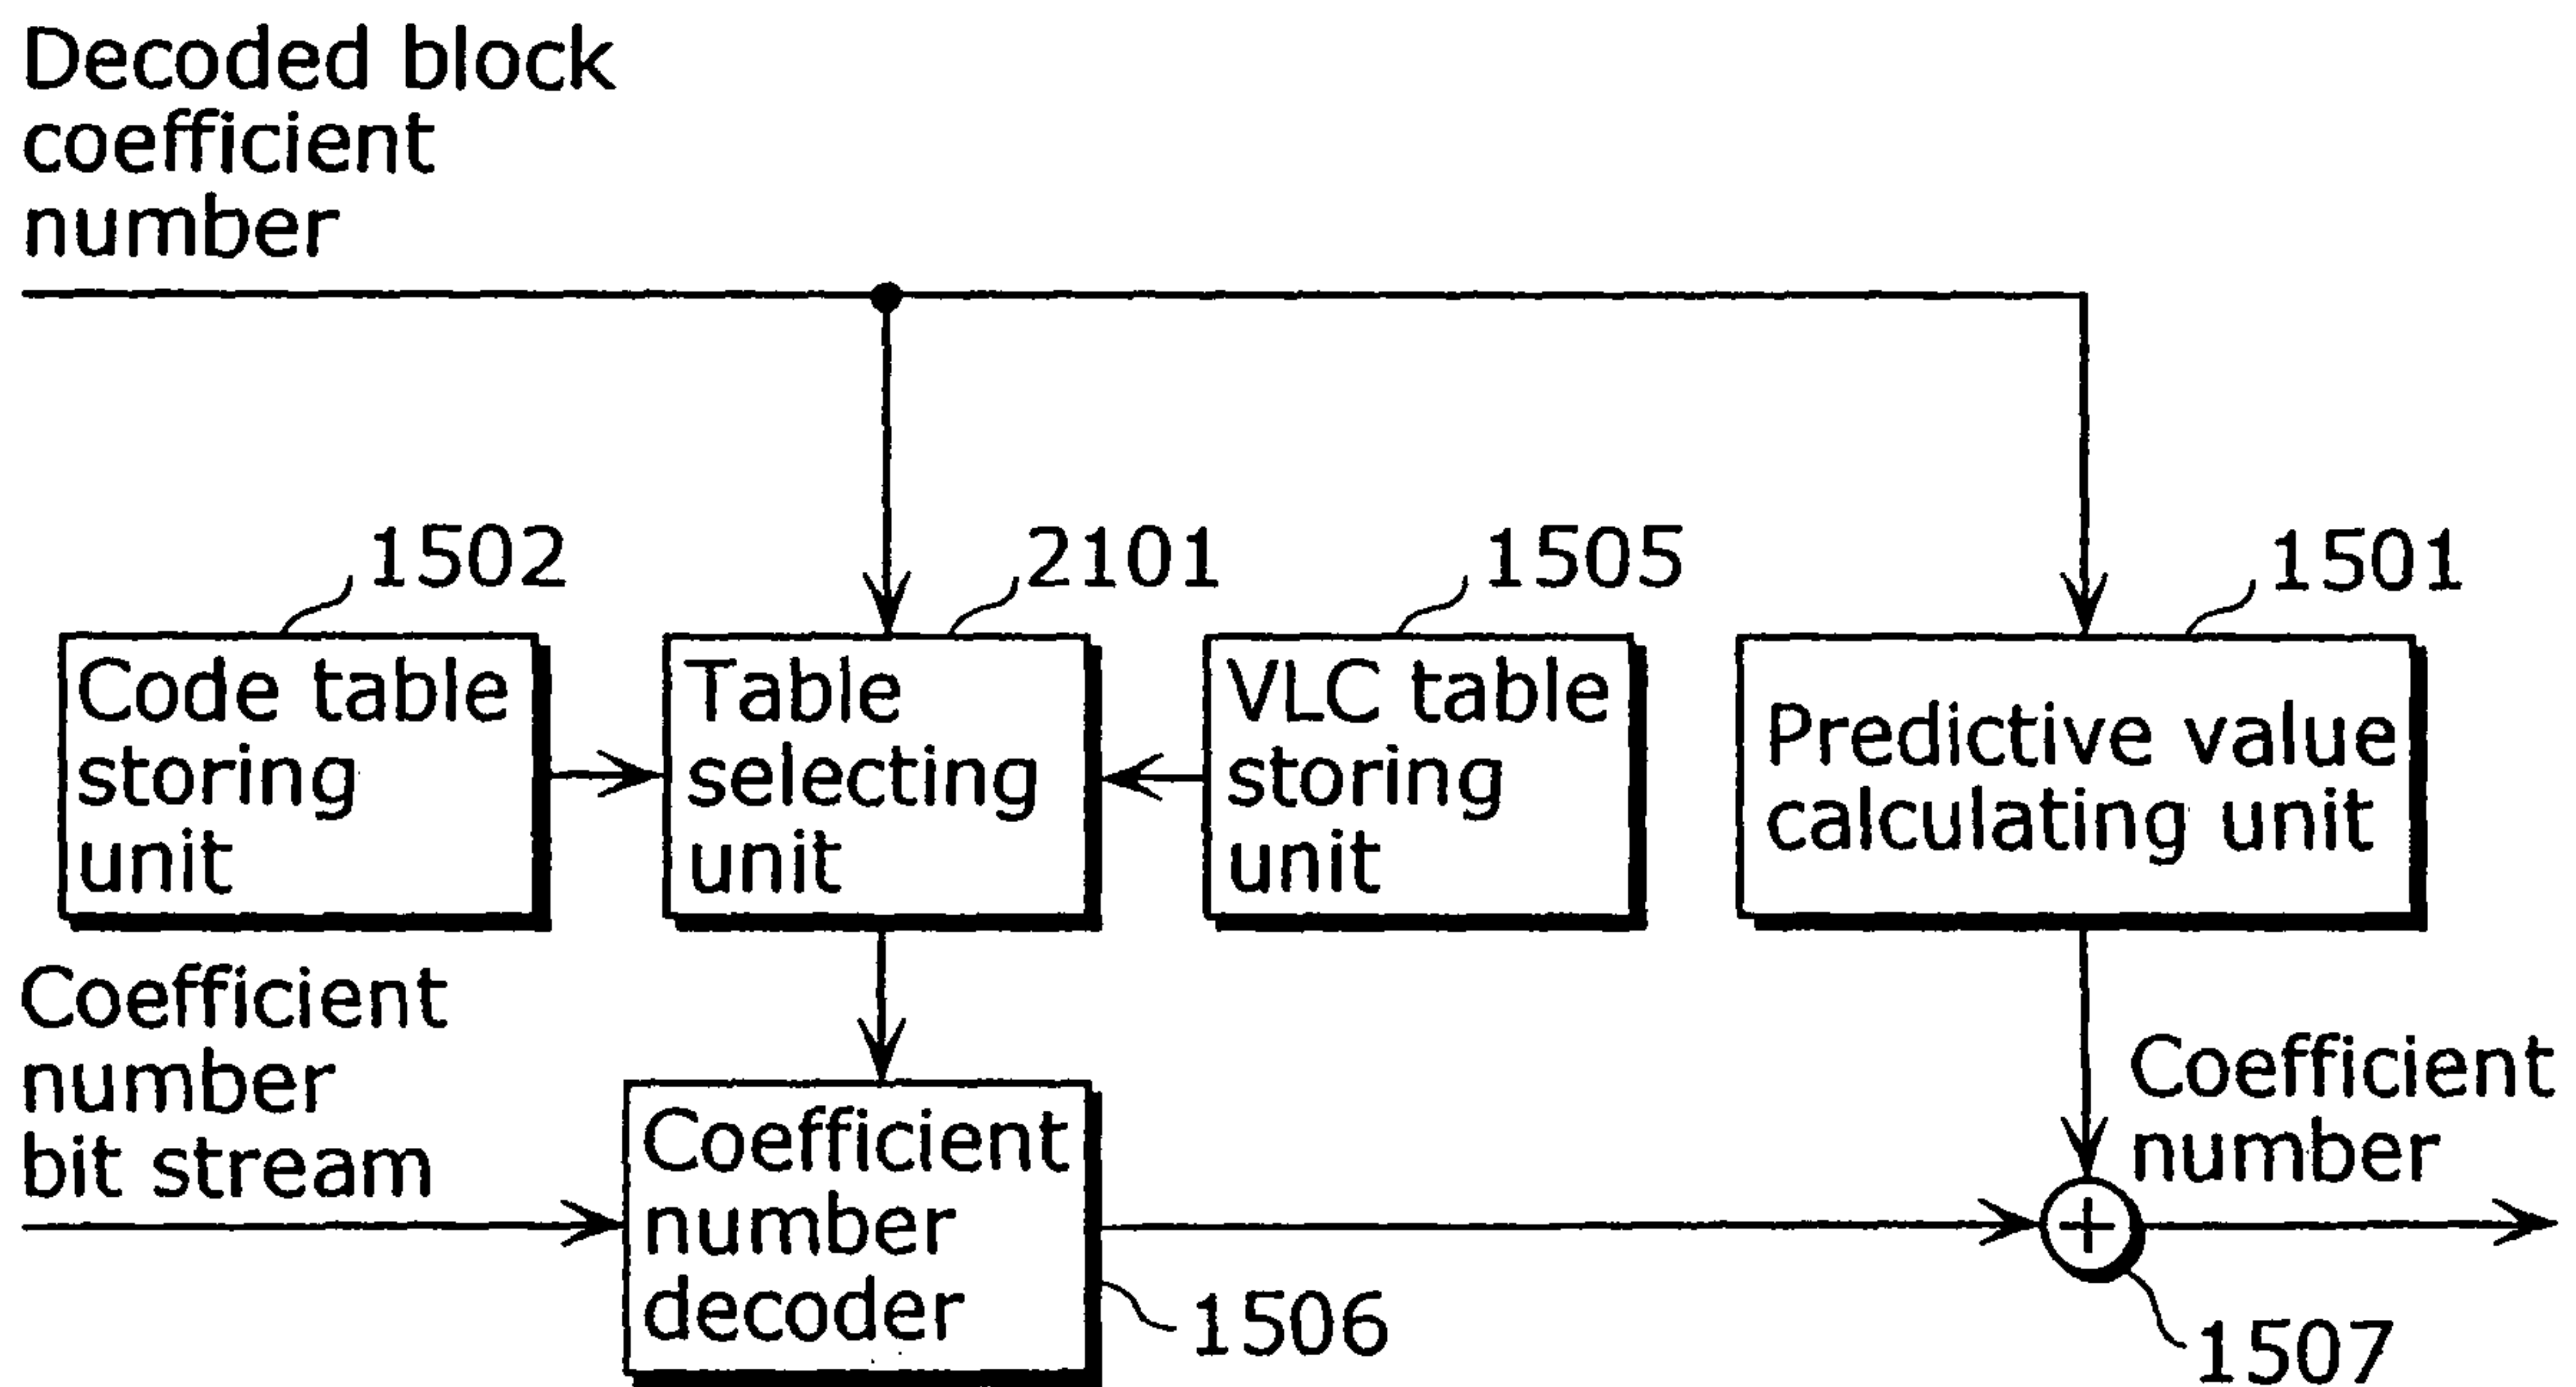 Decoded block
coefficient
number
1502
2101
1505
1501
Code table
storing
unit
Table
selecting
unit
VLC table
storing
unit
Predictive value
calculating unit
Coefficient
number
bit stream
Coefficient
number
decoder
1506
Coefficient
number
1507